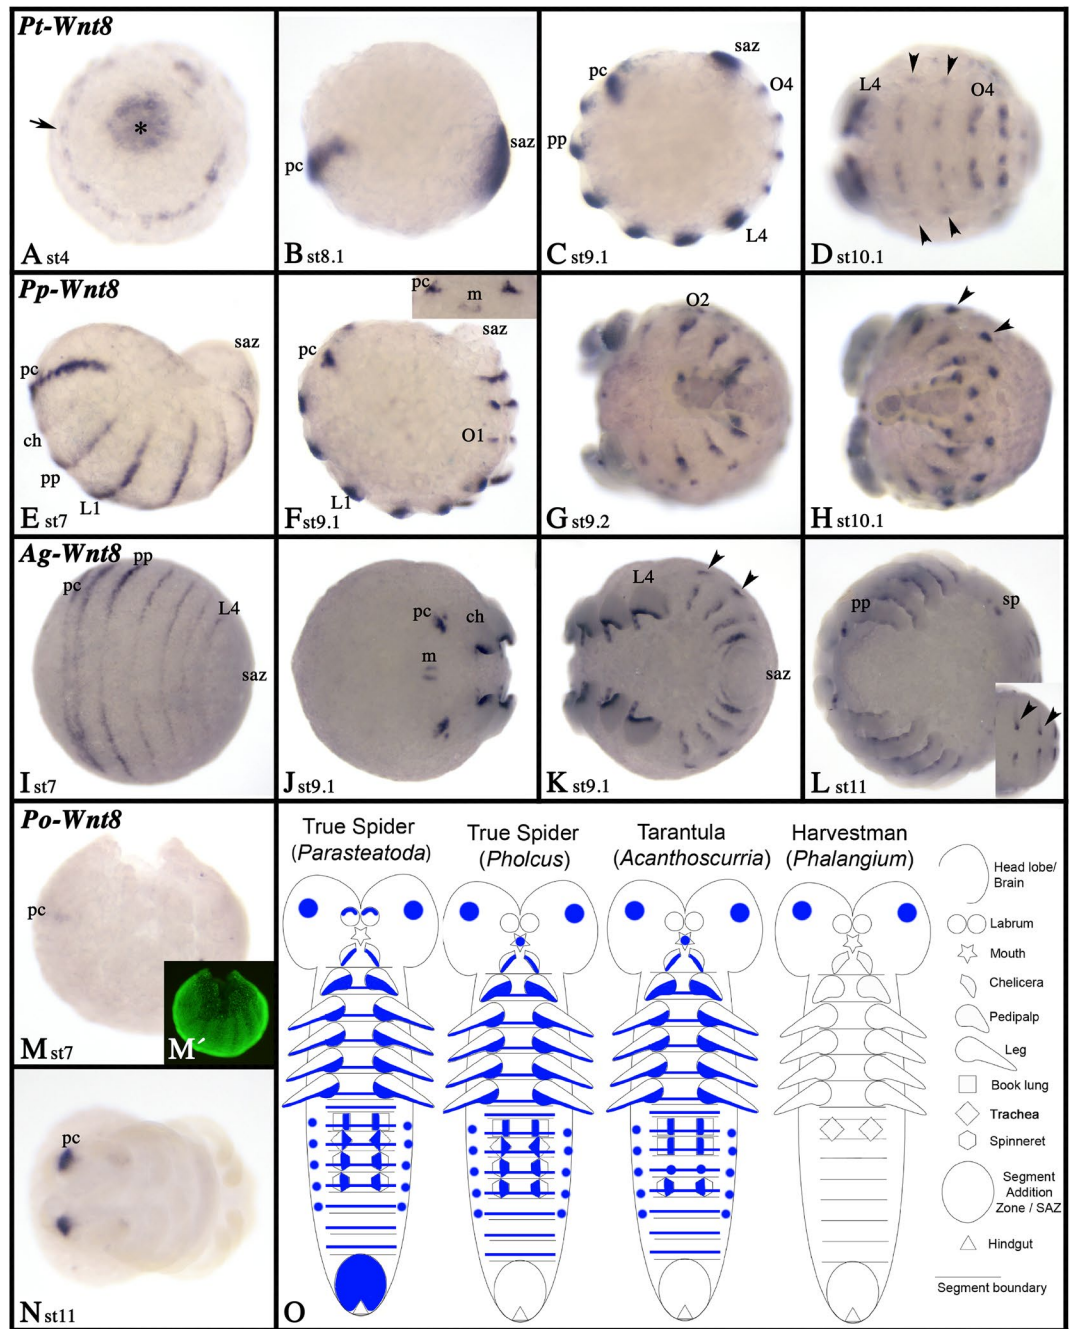 Pt-Wnt8
*
A st4
pc
saz
B st8.1
saz
pc
O4
pp
L4
C st9.1
L4
O4
D st10.1
Pp-Wnt8
saz
pc
ch
pp
L1
E st7
pc
m
saz
pc
O1
L1
F st9.1
O2
G st9.2
H st10.1
Ag-Wnt8
pp
pc
L4
saz
I st7
pc
ch
m
J st9.1
L4
saz
K st9.1
pp
sp
L st11
Po-Wnt8
pc
M st7
M´
pc
N st11
True Spider
(Parasteatoda)
True Spider
(Pholcus)
Tarantula
(Acanthoscurria)
Harvestman
(Phalangium)
Head lobe/
Brain
Labrum
Mouth
Chelicera
Pedipalp
Leg
Book lung
Trachea
Spinneret
Segment
Addition
Zone / SAZ
Hindgut
Segment boundary
O